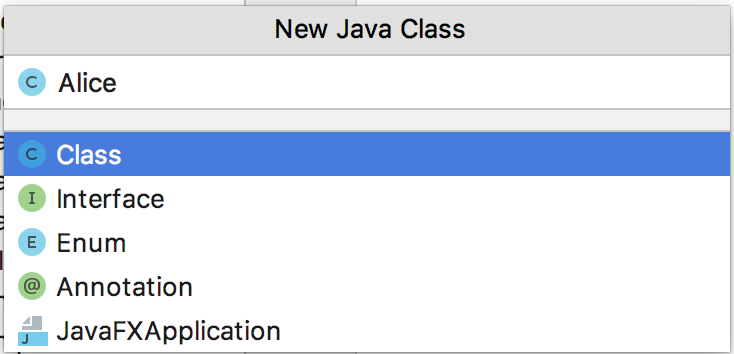 New Java Class
C Alice
C Class
I Interface
E Enum
@ Annotation
J JavaFXApplication